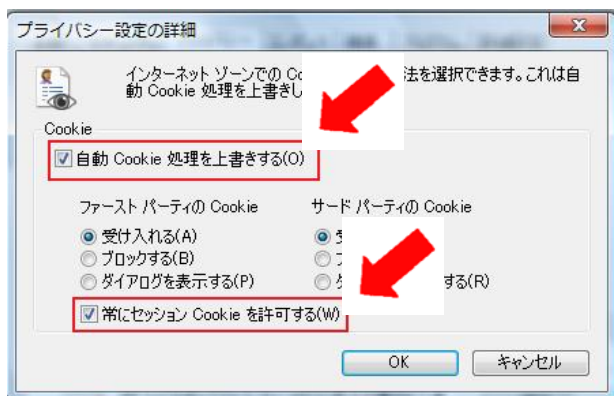 プライバシー設定の詳細
インターネット ゾーンでの Co 法を選択できます。これは自
動 Cookie 処理を上書きし
Cookie
自動 Cookie 処理を上書きする(O)
ファースト パーティの Cookie サード パーティの Cookie
受け入れる(A)
ブロックする(B)
ダイアログを表示する(P) する(R)
常にセッション Cookie を許可する(W)
OK キャンセル